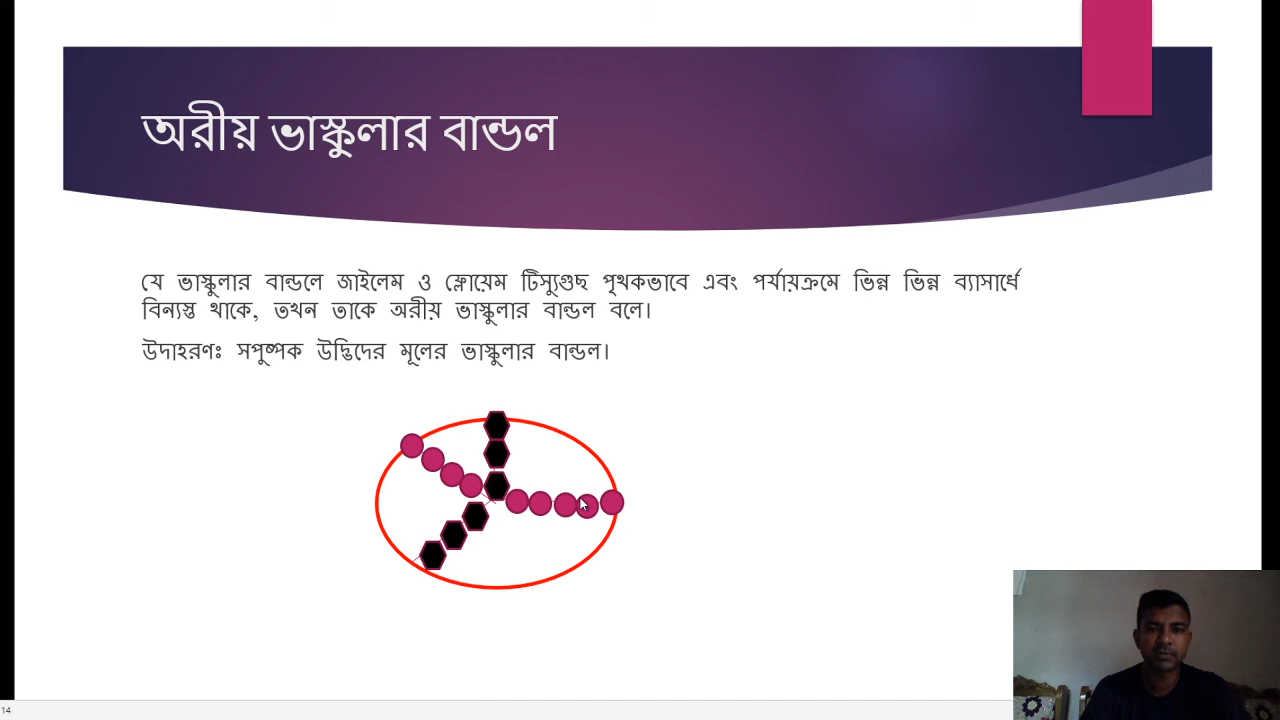 অরীয় ভাস্কুলার বান্ডল
যে ভাস্কুলার বান্ডলে জাইলেম ও ফ্লোয়েম টিস্যুগুছ পৃথকভাবে এবং পর্যায়ক্রমে ভিন্ন ভিন্ন ব্যাসার্ধে
বিন্যস্ত থাকে, তখন তাকে অরীয় ভাস্কুলার বান্ডল বলে।
উদাহরণঃ সপুষ্পক উদ্ভিদের মূলের ভাস্কুলার বান্ডল।
14